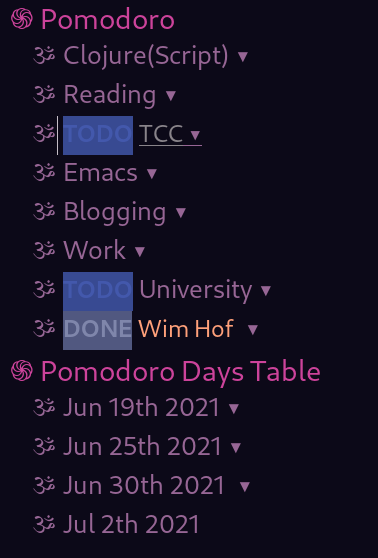 ֍ Pomodoro
ॐ Clojure(Script) ▾
ॐ Reading ▾
ॐ TODO TCC ▾
ॐ Emacs ▾
ॐ Blogging ▾
ॐ Work ▾
ॐ TODO University ▾
ॐ DONE Wim Hof ▾
֍ Pomodoro Days Table
ॐ Jun 19th 2021 ▾
ॐ Jun 25th 2021 ▾
ॐ Jun 30th 2021 ▾
ॐ Jul 2th 2021